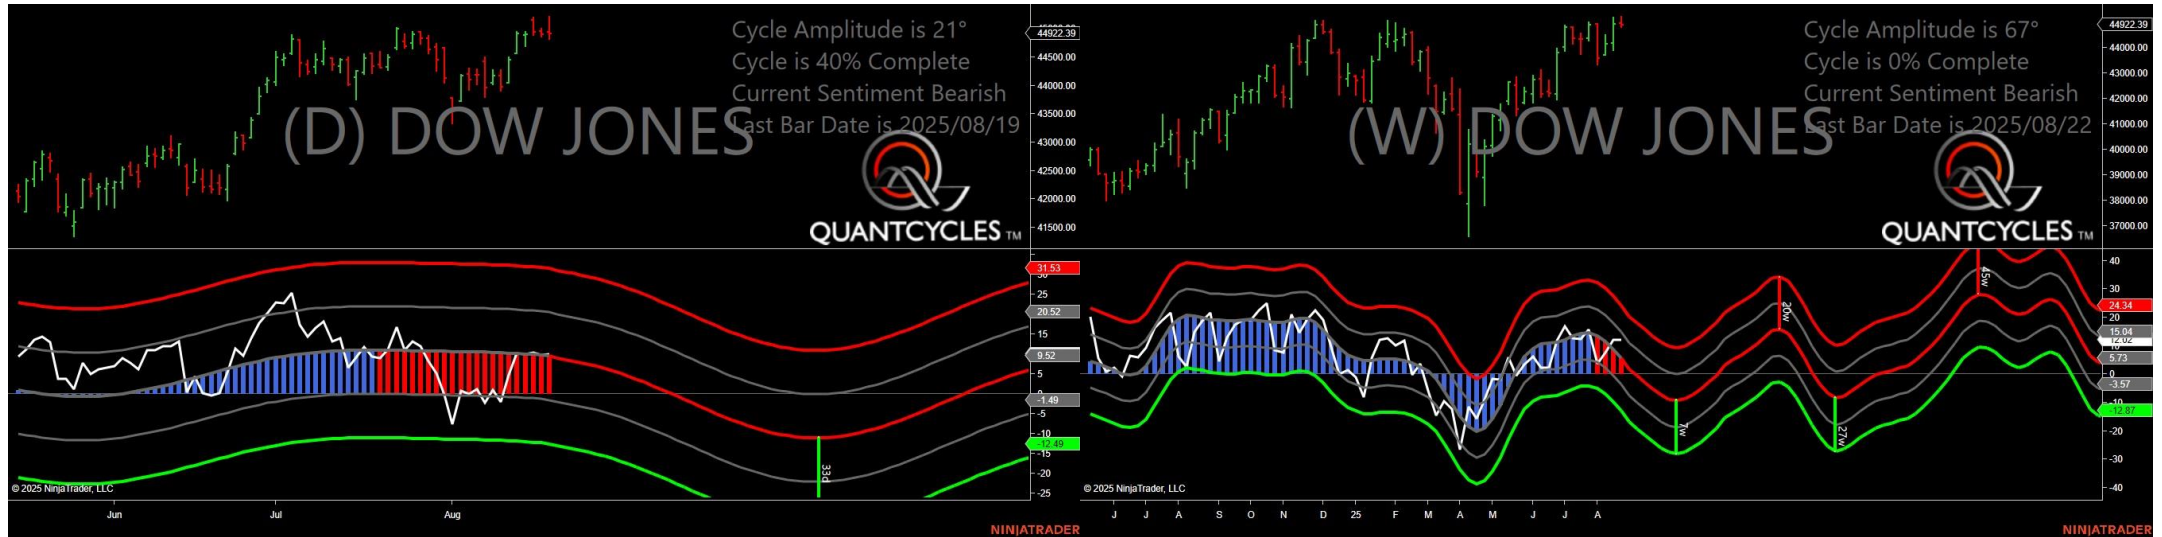 Cycle Amplitude is 21°
Cycle is 40% Complete
Current Sentiment Bearish
Last Bar Date is 2025/08/19
(D) DOW JONES
QUANTCYCLES TM
44922.39
44500.00
44000.00
43500.00
43000.00
42500.00
42000.00
41500.00
31.53
25
20.52
15
9.52
5
-1.49
-5
-10
-12.49
-15
-20
-25
33d
© 2025 NinjaTrader, LLC
Jun
Jul
Aug
NINJATRADER
Cycle Amplitude is 67°
Cycle is 0% Complete
Current Sentiment Bearish
Last Bar Date is 2025/08/22
(W) DOW JONES
QUANTCYCLES TM
44922.39
44000.00
43000.00
42000.00
41000.00
40000.00
39000.00
38000.00
37000.00
40
30
24.34
20
15.04
12.02
5.73
0
-3.57
-12.87
-20
-30
-40
7w
20w
27w
45w
© 2025 NinjaTrader, LLC
J J A S O N D 25 F M A M J J A
NINJATRADER